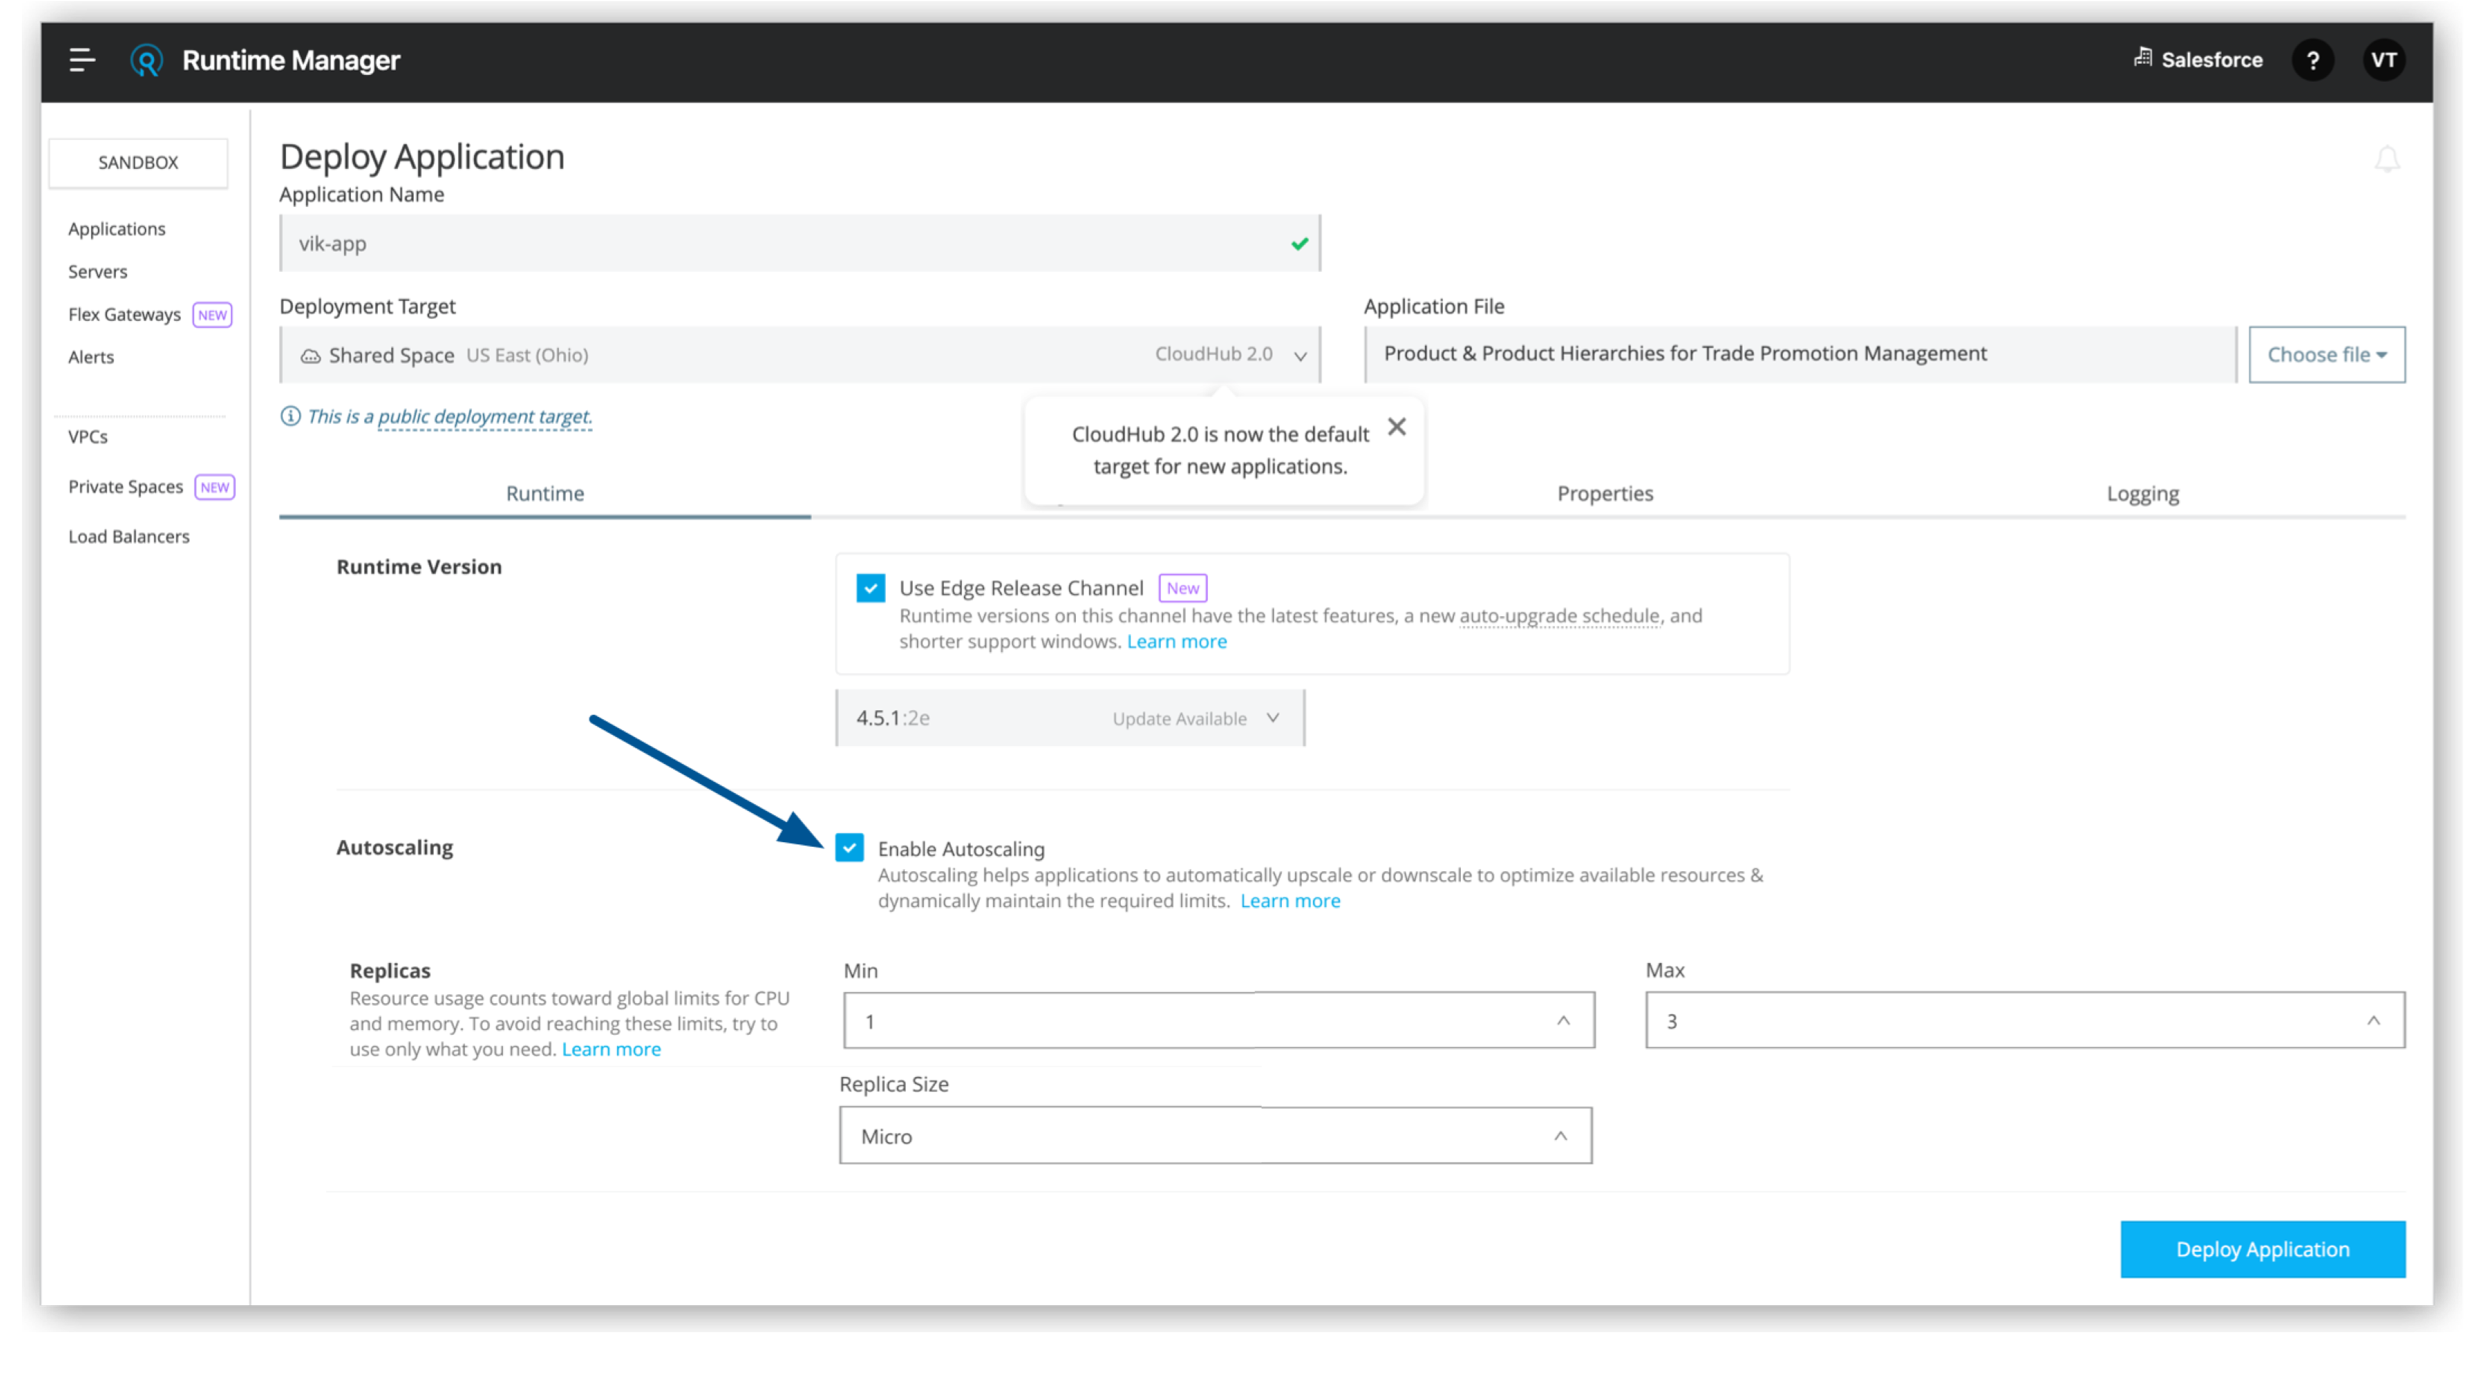 Runtime Manager
Salesforce
?
VT
SANDBOX
Applications
Servers
Flex Gateways NEW
Alerts
VPCs
Private Spaces NEW
Load Balancers
Deploy Application
Application Name
vik-app
Deployment Target
Shared Space US East (Ohio) CloudHub 2.0
Application File
Product & Product Hierarchies for Trade Promotion Management
Choose file
This is a public deployment target.
CloudHub 2.0 is now the default
target for new applications.
Runtime
Properties
Logging
Runtime Version
Use Edge Release Channel New
Runtime versions on this channel have the latest features, a new auto-upgrade schedule, and
shorter support windows. Learn more
4.5.1:2e Update Available
Autoscaling
Enable Autoscaling
Autoscaling helps applications to automatically upscale or downscale to optimize available resources &
dynamically maintain the required limits. Learn more
Replicas
Resource usage counts toward global limits for CPU
and memory. To avoid reaching these limits, try to
use only what you need. Learn more
Min
1
Max
3
Replica Size
Micro
Deploy Application